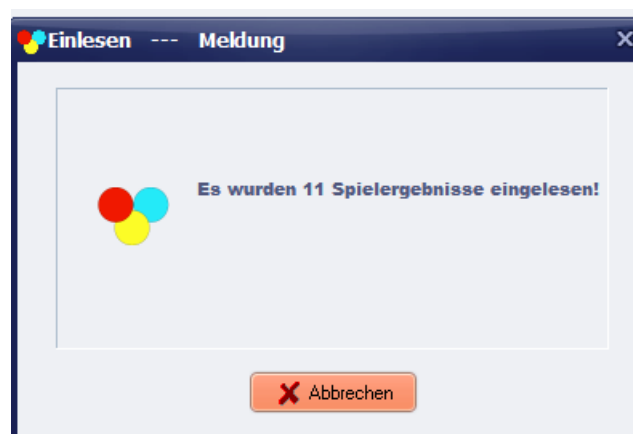 Einlesen --- Meldung
Es wurden 11 Spielergebnisse eingelesen!
Abbrechen